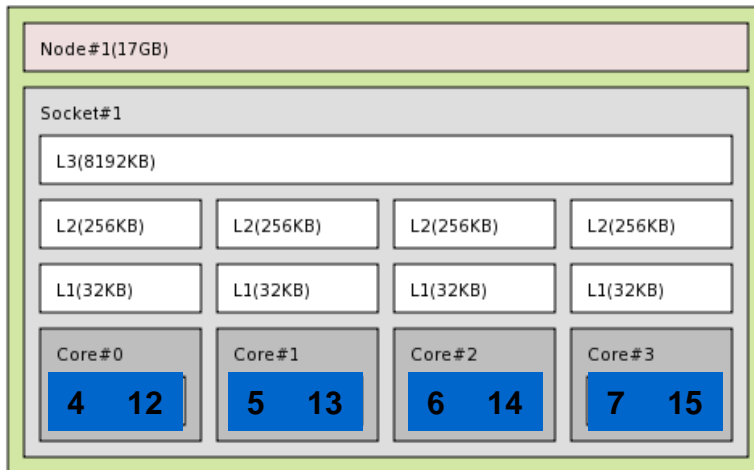 Node#1(17GB)
Socket#1
L3(8192KB)
L2(256KB) L2(256KB) L2(256KB) L2(256KB)
L1(32KB) L1(32KB) L1(32KB) L1(32KB)
Core#0 Core#1 Core#2 Core#3
4 12 5 13 6 14 7 15